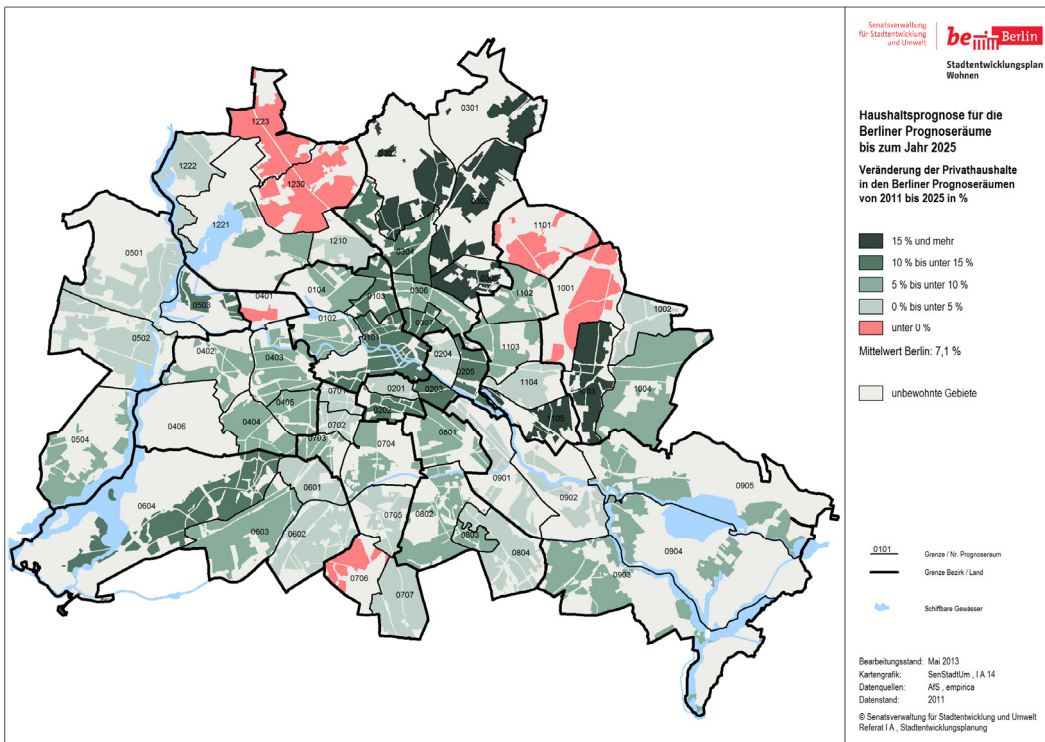 Senatsverwaltung
für Stadtentwicklung
und Umwelt
be Berlin
Stadtentwicklungsplan
Wohnen
Haushaltsprognose für die
Berliner Prognoseräume
bis zum Jahr 2025
Veränderung der Privathaushalte
in den Berliner Prognoseräumen
von 2011 bis 2025 in %
15 % und mehr
10 % bis unter 15 %
5 % bis unter 10 %
0 % bis unter 5 %
unter 0 %
Mittelwert Berlin: 7,1 %
unbewohnte Gebiete
0101
Grenze / Nr. Prognoseraum
Grenze Bezirk / Land
Schiffbare Gewässer
Bearbeitungsstand: Mai 2013
Kartengrafik: SenStadtUm , I A 14
Datenquellen: AfS , empirica
Datenstand: 2011
© Senatsverwaltung für Stadtentwicklung und Umwelt
Referat I A , Stadtentwicklungsplanung
0301
1223
1222
1230
0302
1221
1101
0501
1210
0304
1001
0401
0104
0103
0306
1102
0503
0102
1002
0502
0402
0403
0101
0204
1103
0205
1104
1004
0405
0701
0201
0203
0202
1105
0504
0406
0404
0703
0702
0704
0601
0901
0905
0902
0604
0603
0602
0705
0802
0803
0804
0904
0903
0706
0707